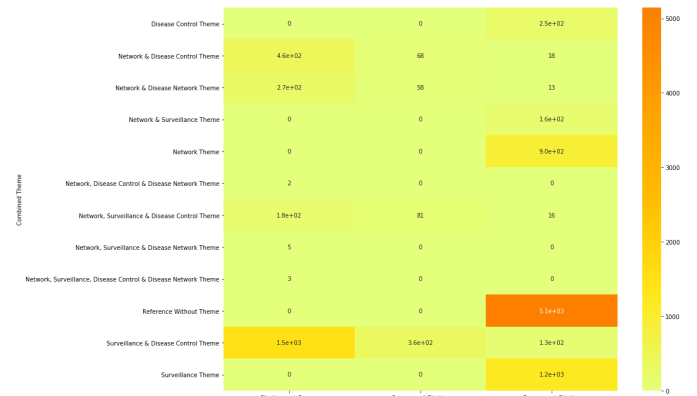 Disease Control Theme 0 0 2.5e+02
Network & Disease Control Theme 4.6e+02 68 18
Network & Disease Network Theme 2.7e+02 58 13
Network & Surveillance Theme 0 0 1.6e+02
Network Theme 0 0 9.0e+02
Network, Disease Control & Disease Network Theme 2 0 0
Network, Surveillance & Disease Control Theme 1.8e+02 81 16
Network, Surveillance & Disease Network Theme 5 0 0
Network, Surveillance, Disease Control & Disease Network Theme 3 0 0
Reference Without Theme 0 0 5.1e+03
Surveillance & Disease Control Theme 1.5e+03 3.6e+02 1.3e+02
Surveillance Theme 0 0 1.2e+03
Combined Theme
5000
4000
3000
2000
1000
0